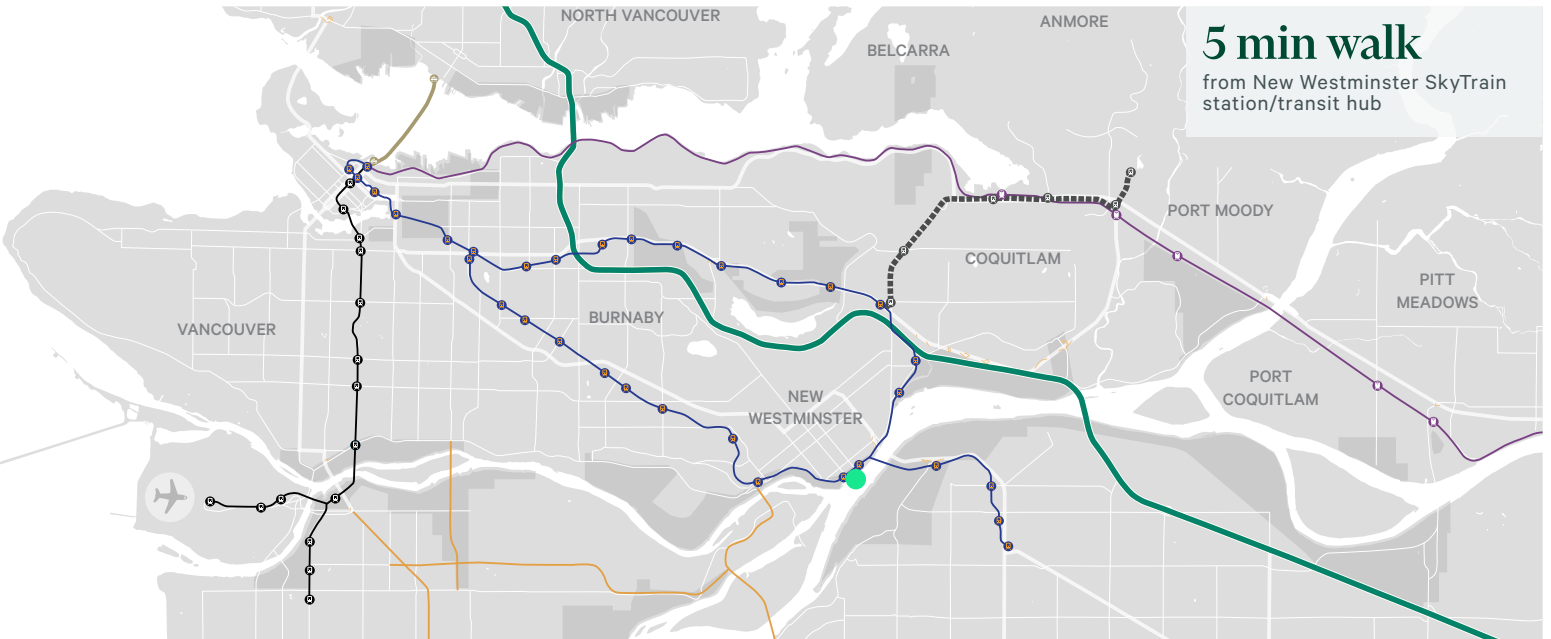 NORTH VANCOUVER
ANMORE
BELCARRA
5 min walk
from New Westminster SkyTrain
station/transit hub
PORT MOODY
COQUITLAM
PITT
MEADOWS
VANCOUVER
BURNABY
PORT
COQUITLAM
NEW
WESTMINSTER